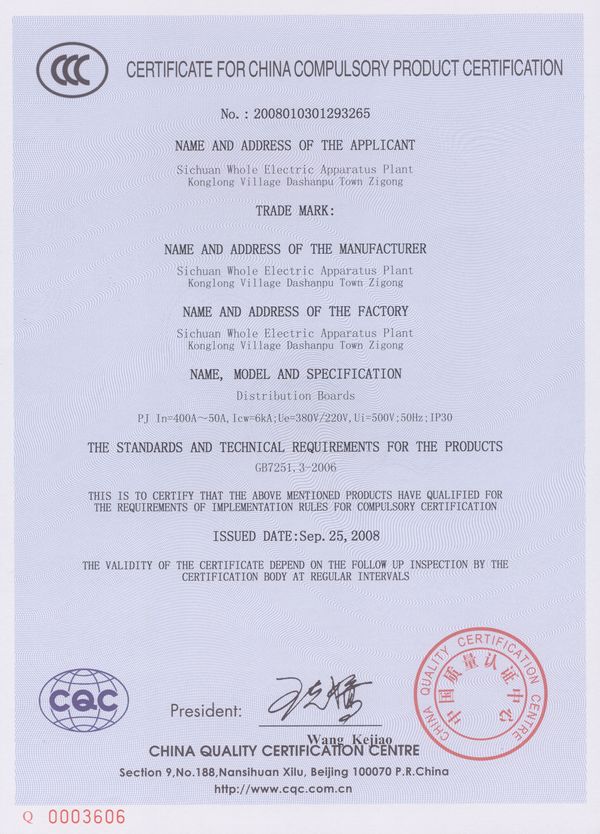 CCC
CERTIFICATE FOR CHINA COMPULSORY PRODUCT CERTIFICATION
No. : 2008010301293265
NAME AND ADDRESS OF THE APPLICANT
Sichuan Whole Electric Apparatus Plant
Konglong Village Dashanpu Town Zigong
TRADE MARK:
NAME AND ADDRESS OF THE MANUFACTURER
Sichuan Whole Electric Apparatus Plant
Konglong Village Dashanpu Town Zigong
NAME AND ADDRESS OF THE FACTORY
Sichuan Whole Electric Apparatus Plant
Konglong Village Dashanpu Town Zigong
NAME, MODEL AND SPECIFICATION
Distribution Boards
PJ In=400A～50A,Icw=6kA;Ue=380V/220V,Ui=500V;50Hz;IP30
THE STANDARDS AND TECHNICAL REQUIREMENTS FOR THE PRODUCTS
GB7251.3-2006
THIS IS TO CERTIFY THAT THE ABOVE MENTIONED PRODUCTS HAVE QUALIFIED FOR
THE REQUIREMENTS OF IMPLEMENTATION RULES FOR COMPULSORY CERTIFICATION
ISSUED DATE:Sep. 25, 2008
THE VALIDITY OF THE CERTIFICATE DEPEND ON THE FOLLOW UP INSPECTION BY THE
CERTIFICATION BODY AT REGULAR INTERVALS
CQC
President:
王克娇
Wang Kejiao
CHINA QUALITY CERTIFICATION CENTRE
中国质量认证中心
CHINA QUALITY CERTIFICATION CENTRE
Section 9,No.188,Nansihuan Xilu, Beijing 100070 P.R.China
http://www.cqc.com.cn
Q 0003606